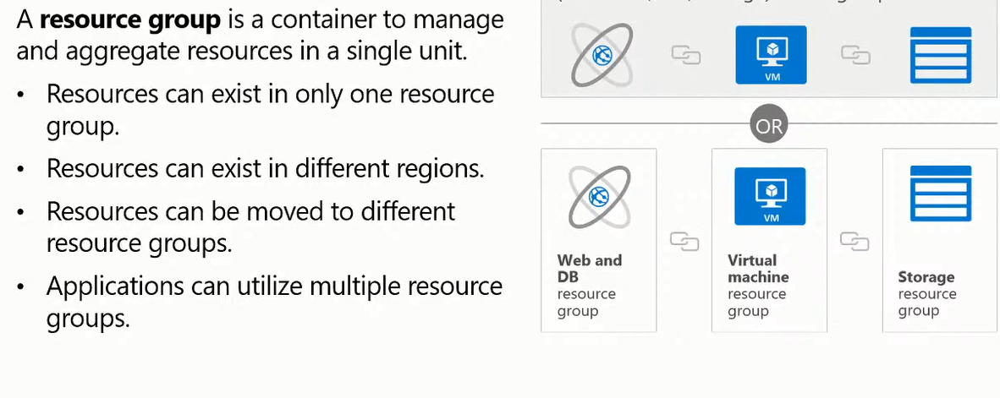 A resource group is a container to manage
and aggregate resources in a single unit.
• Resources can exist in only one resource
group.
• Resources can exist in different regions.
• Resources can be moved to different
resource groups.
• Applications can utilize multiple resource
groups.
VM
OR
VM
Web and
DB
resource
group
Virtual
machine
resource
group
Storage
resource
group